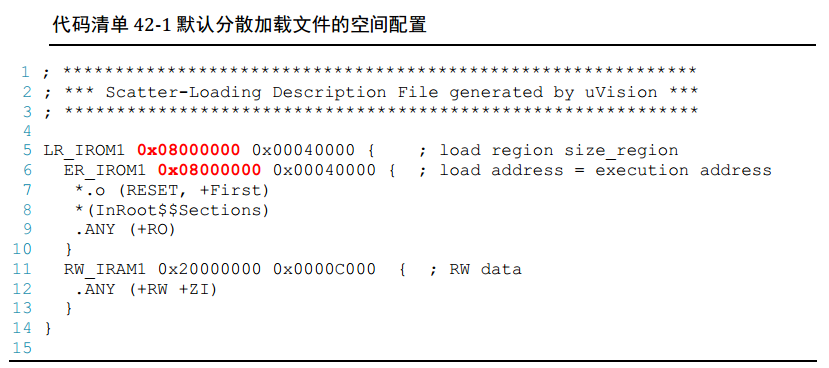 代码清单 42-1 默认分散加载文件的空间配置
1 ; *************************************************************
2 ; *** Scatter-Loading Description File generated by uVision ***
3 ; *************************************************************
4
5 LR_IROM1 0x08000000 0x00040000 {    ; load region size_region
6   ER_IROM1 0x08000000 0x00040000 {  ; load address = execution address
7    *.o (RESET, +First)
8    *(InRoot$$Sections)
9    .ANY (+RO)
10   }
11   RW_IRAM1 0x20000000 0x0000C000  {  ; RW data
12    .ANY (+RW +ZI)
13   }
14 }
15